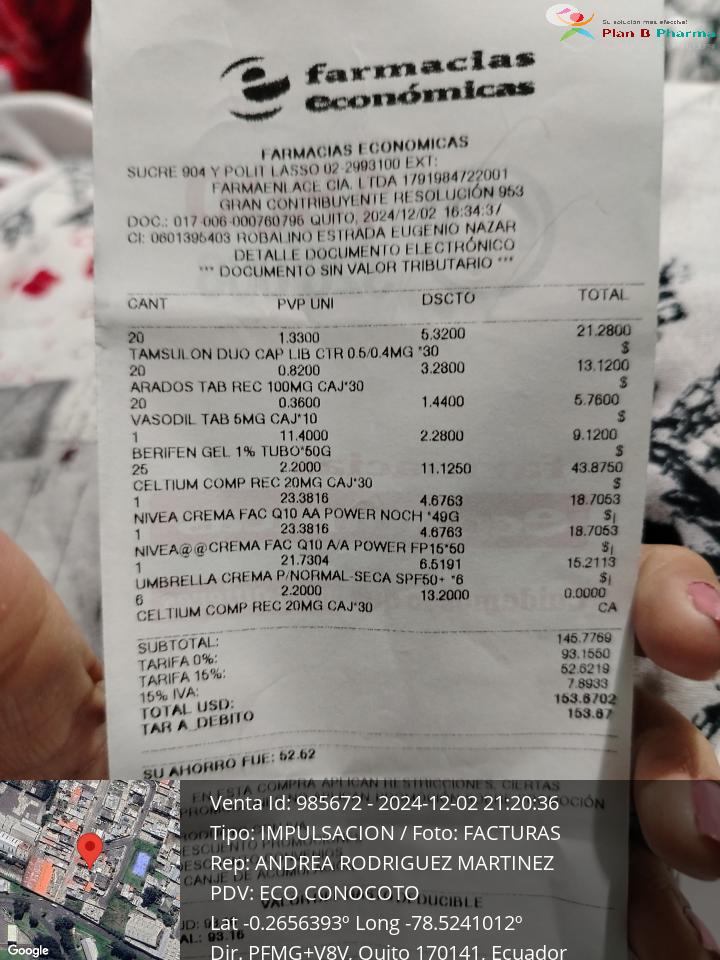 Su solución más efectiva!
Plan B Pharma
farmacias
económicas
FARMACIAS ECONOMICAS
SUCRE 904 Y POLIT LASSO 02-2993100 EXT:
FARMAENLACE CIA. LTDA 1791984722001
GRAN CONTRIBUYENTE RESOLUCIÓN 953
DOC.: 017-006-000760795 QUITO, 2024/12/02 16:34:37
CI: 0601395403 ROBALINO ESTRADA EUGENIO NAZAR
DETALLE DOCUMENTO ELECTRÓNICO
*** DOCUMENTO SIN VALOR TRIBUTARIO ***
CANT PVP UNI DSCTO TOTAL
20 1.3300 5.3200 21.2800
TAMSULON DUO CAP LIB CTR 0.5/0.4MG *30 $
20 0.8200 3.2800 13.1200
ARADOS TAB REC 100MG CAJ*30 $
20 0.3600 1.4400 5.7600
VASODIL TAB 5MG CAJ*10 $
1 11.4000 2.2800 9.1200
BERIFEN GEL 1% TUBO*50G $
25 2.2000 11.1250 43.8750
CELTIUM COMP REC 20MG CAJ*30 $
1 23.3816 4.6763 18.7053
NIVEA CREMA FAC Q10 AA POWER NOCH *49G $¡
1 23.3816 4.6763 18.7053
NIVEA@@CREMA FAC Q10 A/A POWER FP15*50 $¡
1 21.7304 6.5191 15.2113
UMBRELLA CREMA P/NORMAL-SECA SPF50+ *6 $¡
6 2.2000 13.2000 0.0000
CELTIUM COMP REC 20MG CAJ*30 CA
SUBTOTAL: 145.7769
TARIFA 0%: 93.1550
TARIFA 15%: 52.6219
15% IVA: 7.8933
TOTAL USD: 153.6702
TAR A_DEBITO 153.67
SU AHORRO FUE: 52.62
EN ESTA COMPRA APLICAN RESTRICCIONES, CIERTAS
Venta Id: 985672 - 2024-12-02 21:20:36
Tipo: IMPULSACION / Foto: FACTURAS
Rep: ANDREA RODRIGUEZ MARTINEZ
PDV: ECO CONOCOTO
Lat -0.2656393º Long -78.5241012º
Dir. PFMG+V8V, Quito 170141, Ecuador
Google